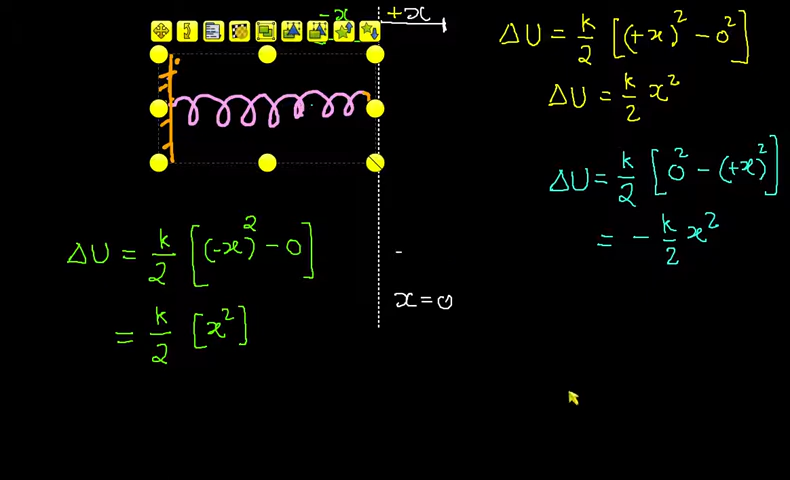 -x +x
ΔU = k/2 [(+x)² - 0²]
ΔU = k/2 x²
ΔU = k/2 [0² - (+x)²]
= - k/2 x²
ΔU = k/2 [(-x)² - 0]
= k/2 [x²]
x = 0